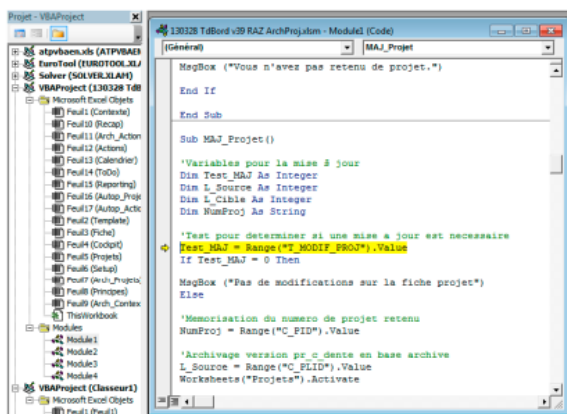 Projet - VBAProject
atpvbaen.xls (ATPVBAEN
EuroTool (EUROTOOL.XLA
Solver (SOLVER.XLAM)
VBAProject (130328 TdB
Microsoft Excel Objets
Feuil1 (Contexte)
Feuil10 (Recap)
Feuil11 (Arch_Action
Feuil12 (Actions)
Feuil13 (Calendrier)
Feuil14 (ToDo)
Feuil15 (Reporting)
Feuil16 (Autop_Proje
Feuil17 (Autop_Actic
Feuil2 (Template)
Feuil3 (Fiche)
Feuil4 (Cockpit)
Feuil5 (Projets)
Feuil6 (Setup)
Feuil7 (Arch_Projets)
Feuil8 (Principes)
Feuil9 (Arch_Contex
ThisWorkbook
Modules
Module1
Module2
Module3
Module4
VBAProject (Classeur1)
Microsoft Excel Objets
Feuil1 (Feuil1)
130328 TdBord v39 RAZ ArchProj.xlsm - Module1 (Code)
(Général)
MAJ_Projet
MsgBox ("Vous n'avez pas retenu de projet.")
End If
End Sub
Sub MAJ_Projet()
'Variables pour la mise $ jour
Dim Test_MAJ As Integer
Dim L_Source As Integer
Dim L_Cible As Integer
Dim NumProj As String
'Test pour determiner si une mise a jour est necessaire
Test_MAJ = Range("T_MODIF_PROJ").Value
If Test_MAJ = 0 Then
MsgBox ("Pas de modifications sur la fiche projet")
Else
'Memorisation du numero de projet retenu
NumProj = Range("C_PID").Value
'Archivage version pr_c_dente en base archive
L_Source = Range("C_PLID").Value
Worksheets("Projets").Activate